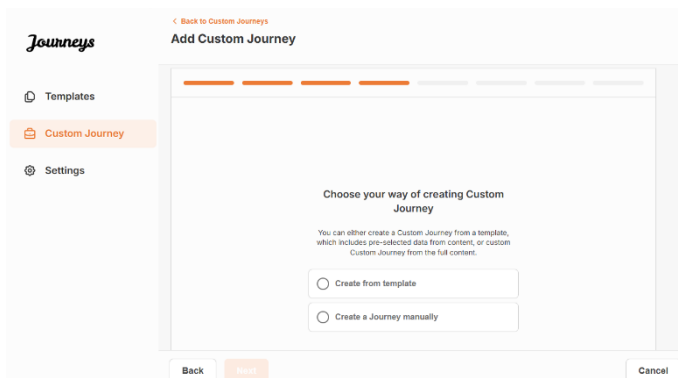 Journeys
Templates
Custom Journey
Settings
Back to Custom Journeys
Add Custom Journey
Choose your way of creating Custom
Journey
You can either create a Custom Journey from a template,
which includes pre-selected data from content, or custom
Custom Journey from the full content.
Create from template
Create a Journey manually
Back
Next
Cancel